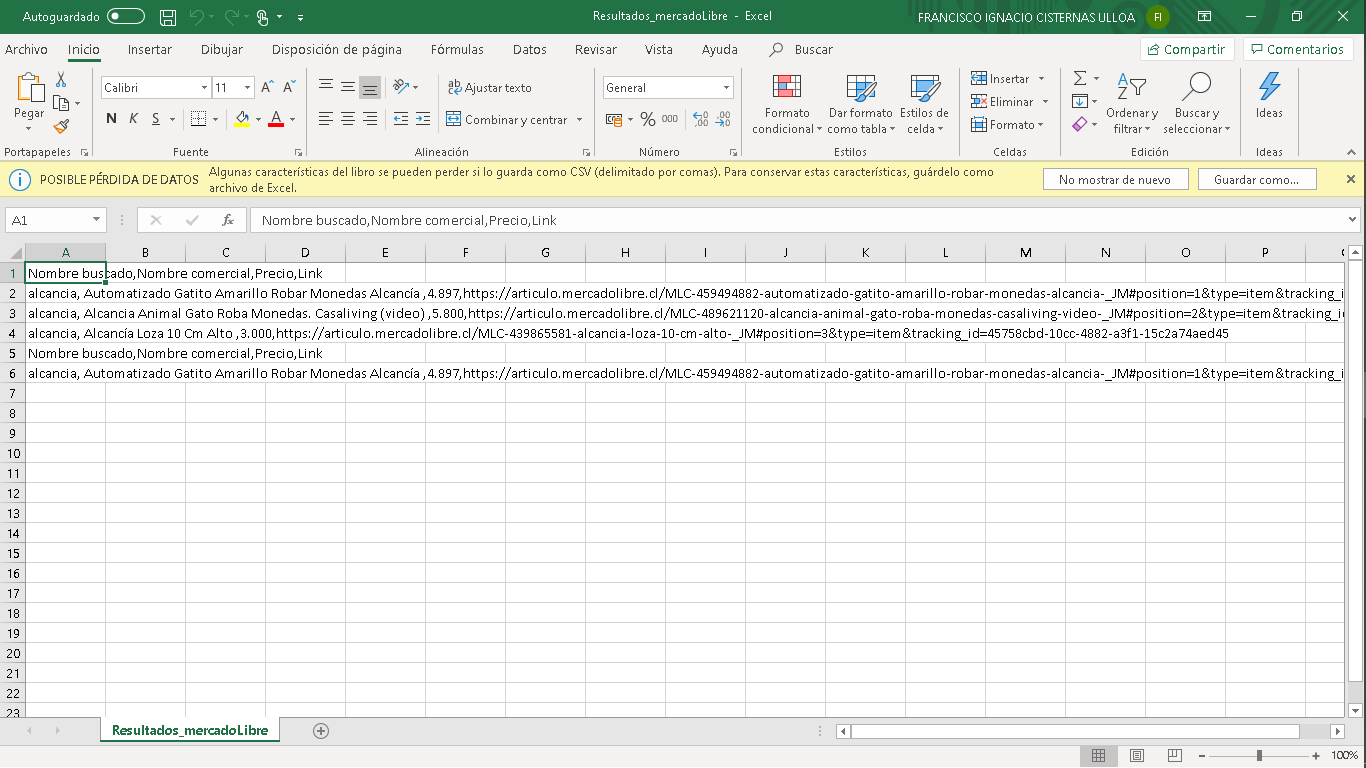 Autoguardado
Resultados_mercadoLibre - Excel
FRANCISCO IGNACIO CISTERNAS ULLOA
FI
Archivo Inicio Insertar Dibujar Disposición de página Fórmulas Datos Revisar Vista Ayuda Buscar
Compartir
Comentarios
Pegar
Calibri
11
N K S
Ajustar texto
Combinar y centrar
General
% 000
Formato condicional
Dar formato como tabla
Estilos de celda
Insertar
Eliminar
Formato
Ordenar y filtrar
Buscar y seleccionar
Ideas
Portapapeles Fuente Alineación Número Estilos Celdas Edición Ideas
POSIBLE PÉRDIDA DE DATOS
Algunas características del libro se pueden perder si lo guarda como CSV (delimitado por comas). Para conservar estas características, guárdelo como
archivo de Excel.
No mostrar de nuevo
Guardar como...
A1
fx
Nombre buscado,Nombre comercial,Precio,Link
A B C D E F G H I J K L M N O P
1 Nombre buscado,Nombre comercial,Precio,Link
2 alcancia, Automatizado Gatito Amarillo Robar Monedas Alcancía ,4.897,https://articulo.mercadolibre.cl/MLC-459494882-automatizado-gatito-amarillo-robar-monedas-alcancia-_JM#position=1&type=item&tracking_i
3 alcancia, Alcancia Animal Gato Roba Monedas. Casaliving (video) ,5.800,https://articulo.mercadolibre.cl/MLC-489621120-alcancia-animal-gato-roba-monedas-casaliving-video-_JM#position=2&type=item&tracking_id
4 alcancia, Alcancía Loza 10 Cm Alto ,3.000,https://articulo.mercadolibre.cl/MLC-439865581-alcancia-loza-10-cm-alto-_JM#position=3&type=item&tracking_id=45758cbd-10cc-4882-a3f1-15c2a74aed45
5 Nombre buscado,Nombre comercial,Precio,Link
6 alcancia, Automatizado Gatito Amarillo Robar Monedas Alcancía ,4.897,https://articulo.mercadolibre.cl/MLC-459494882-automatizado-gatito-amarillo-robar-monedas-alcancia-_JM#position=1&type=item&tracking_i
7
8
9
10
11
12
13
14
15
16
17
18
19
20
21
22
23
Resultados_mercadoLibre
100%